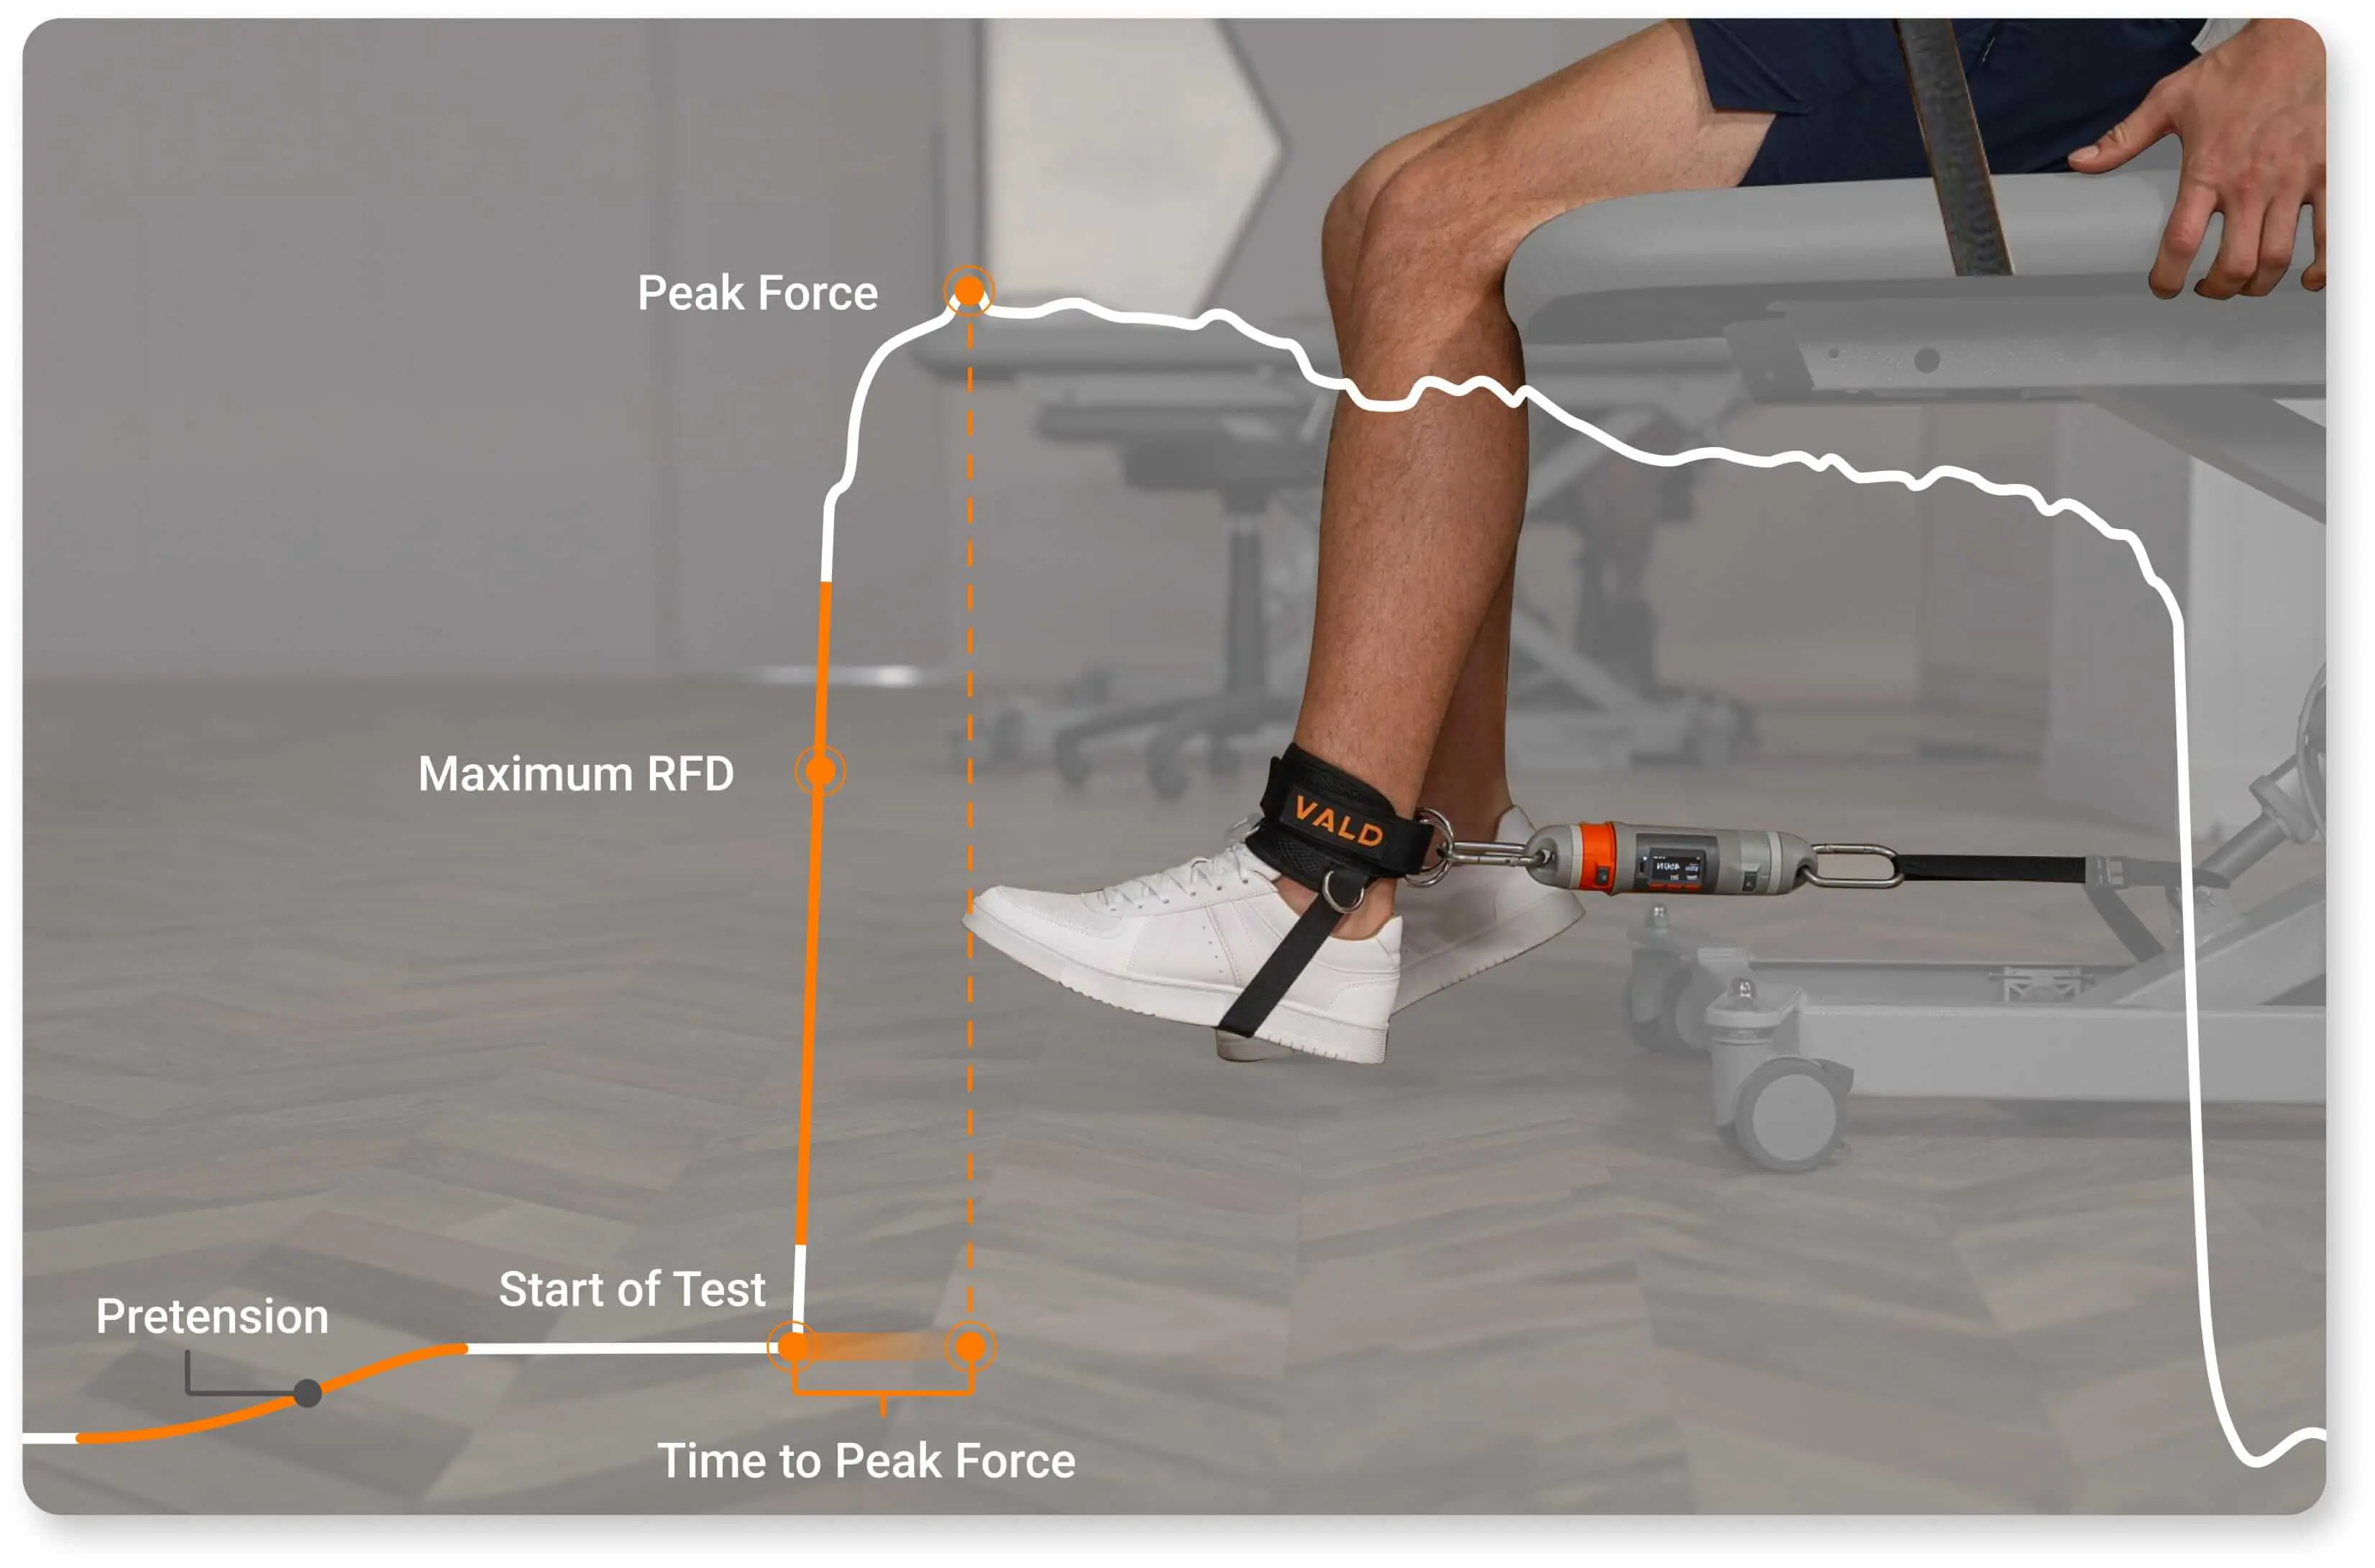 Peak Force
Maximum RFD
VALD
Start of Test
Pretension
Time to Peak Force